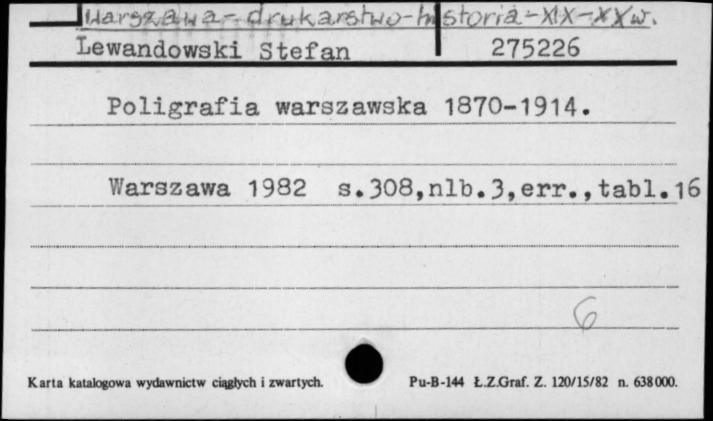 Warszawa - drukarstwo - historia - XIX - XX w.
Lewandowski Stefan 275226
Poligrafia warszawska 1870-1914.
Warszawa 1982 s.308,nlb.3,err.,tabl.16
6
Karta katalogowa wydawnictw ciągłych i zwartych. Pu-B-144 Ł.Z.Graf. Z. 120/15/82 n. 638000.